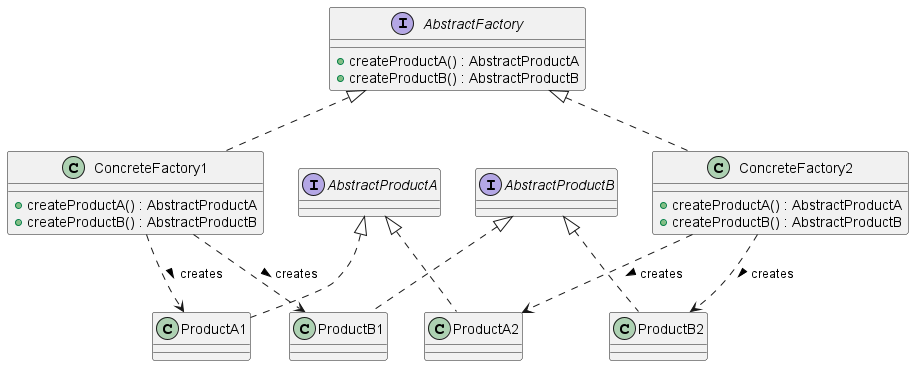 I AbstractFactory
createProductA() : AbstractProductA
createProductB() : AbstractProductB
C ConcreteFactory1
createProductA() : AbstractProductA
createProductB() : AbstractProductB
I AbstractProductA
I AbstractProductB
C ConcreteFactory2
createProductA() : AbstractProductA
createProductB() : AbstractProductB
creates
creates
creates
creates
C ProductA1
C ProductB1
C ProductA2
C ProductB2